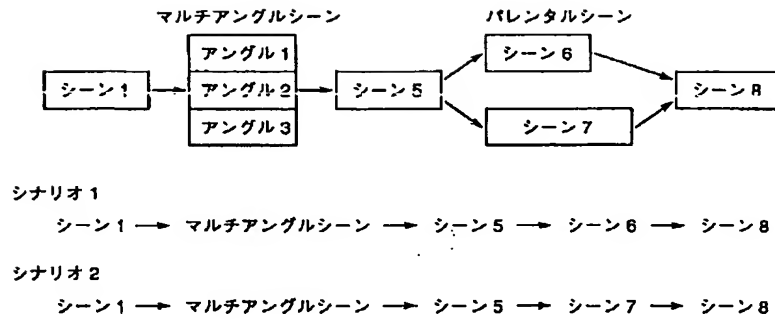 マルチアングルシーン
パレンタルシーン
アングル1
シーン6
シーン1
アングル2
シーン5
シーン8
アングル3
シーン7
シナリオ1
シーン1 → マルチアングルシーン → シーン5 → シーン6 → シーン8
シナリオ2
シーン1 → マルチアングルシーン → シーン5 → シーン7 → シーン8